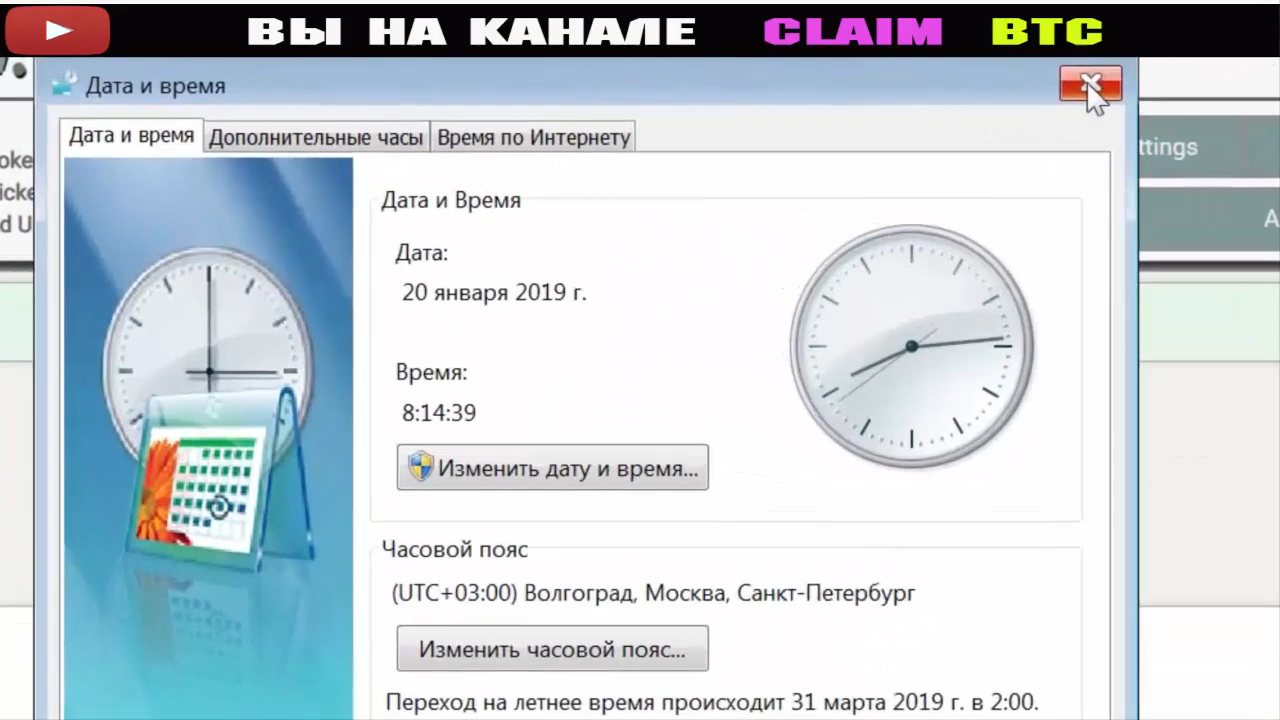 ВЫ НА КАНАЛЕ CLAIM BTC
Дата и время
Дата и время
Дополнительные часы
Время по Интернету
ttings
Дата и Время
Дата:
20 января 2019 г.
Время:
8:14:39
Изменить дату и время...
Часовой пояс
(UTC+03:00) Волгоград, Москва, Санкт-Петербург
Изменить часовой пояс...
Переход на летнее время происходит 31 марта 2019 г. в 2:00.